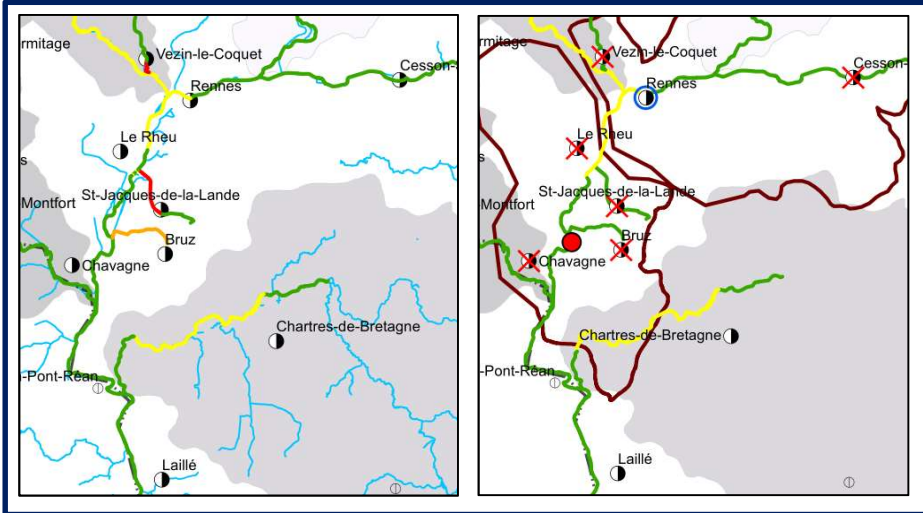 rmitage
Vezin-le-Coquet
Cesson-S
Rennes
Le Rheu
s
St-Jacques-de-la-Lande
Montfort
Bruz
Chavagne
Chartres-de-Bretagne
-Pont-Réan
Laillé
rmitage
Vezin-le-Coquet
Cesson-
Rennes
Le Rheu
s
St-Jacques-de-la-Lande
Montfort
Bruz
Chavagne
Chartres-de-Bretagne
-Pont-Réan
Laillé